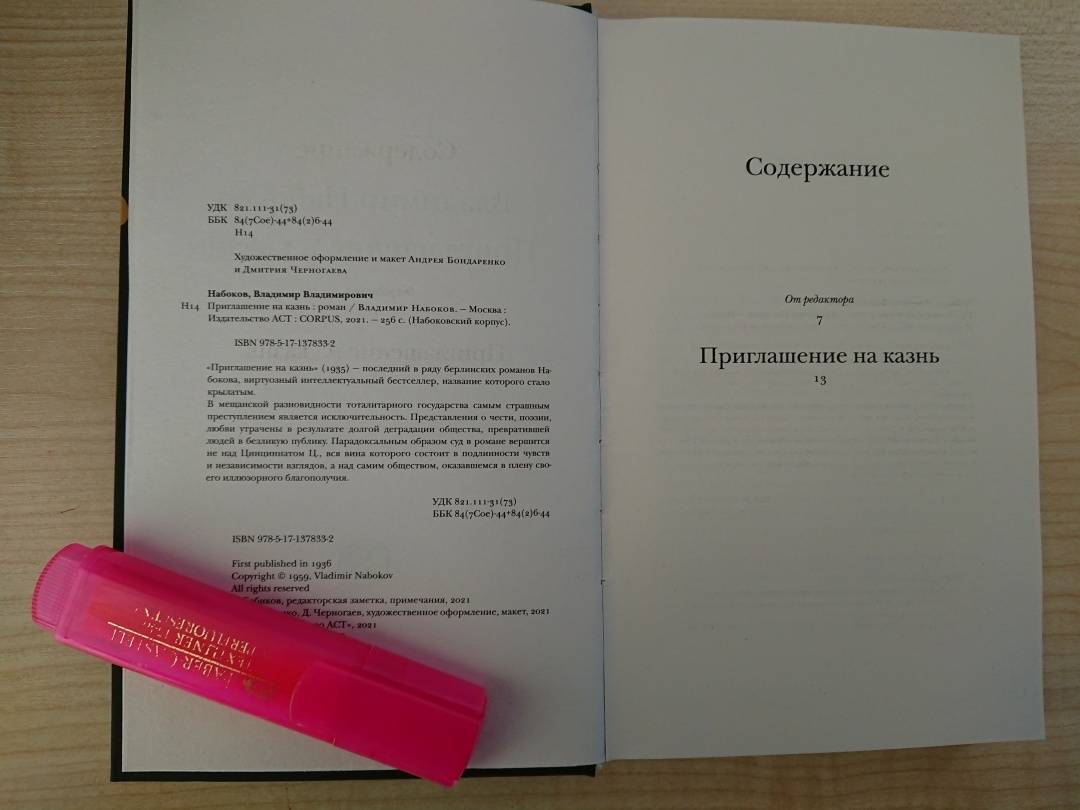 УДК 821.111-31(73)
ББК 84(7Сое)-44+84(2)6-44
Н14
Художественное оформление и макет Андрея Бондаренко
и Дмитрия Черногаева
Набоков, Владимир Владимирович
Н14 Приглашение на казнь : роман / Владимир Набоков. — Москва :
Издательство АСТ : CORPUS, 2021. — 256 с. (Набоковский корпус).
ISBN 978-5-17-137833-2
«Приглашение на казнь» (1935) — последний в ряду берлинских романов На-
бокова, виртуозный интеллектуальный бестселлер, название которого стало
крылатым.
В мещанской разновидности тоталитарного государства самым страшным
преступлением является исключительность. Представления о чести, поэзии,
любви утрачены в результате долгой деградации общества, превратившей
людей в безликую публику. Парадоксальным образом суд в романе вершится
не над Цинциннатом Ц., вся вина которого состоит в подлинности чувств
и независимости взглядов, а над самим обществом, оказавшемся в плену сво-
его иллюзорного благополучия.
УДК 821.111-31(73)
ББК 84(7Сое)-44+84(2)6-44
ISBN 978-5-17-137833-2
First published in 1936
Copyright © 1959, Vladimir Nabokov
All rights reserved
редакторская заметка, примечания, 2021
Д. Черногаев, художественное оформление, макет, 2021
АСТ», 2021
FABER-CASTELL
TEXTLINER
Содержание
От редактора
7
Приглашение на казнь
13